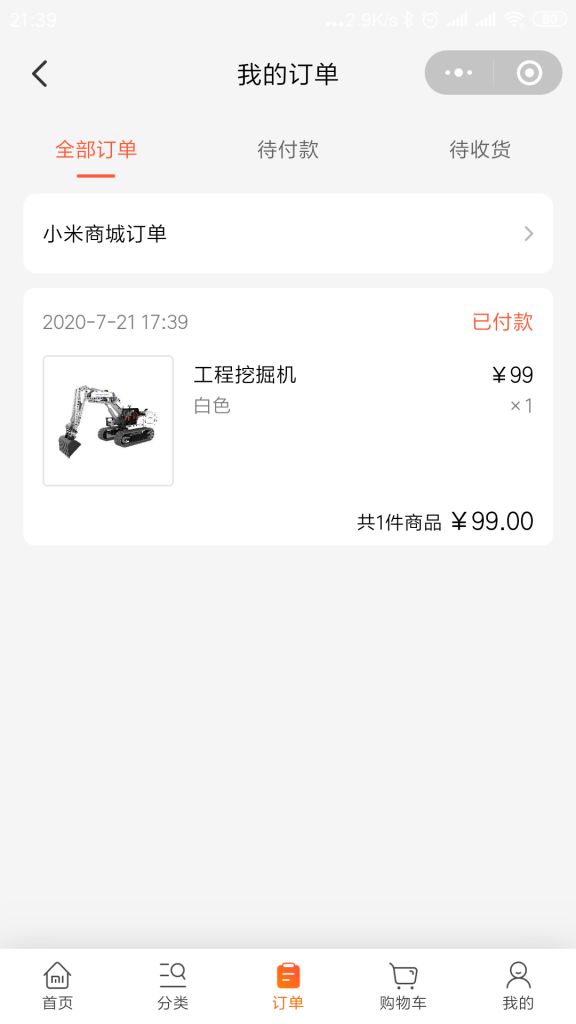 21:39
...2.9K/s
80
我的订单
全部订单
待付款
待收货
小米商城订单
2020-7-21 17:39
已付款
工程挖掘机
￥99
白色
×1
共1件商品 ￥99.00
首页
分类
订单
购物车
我的